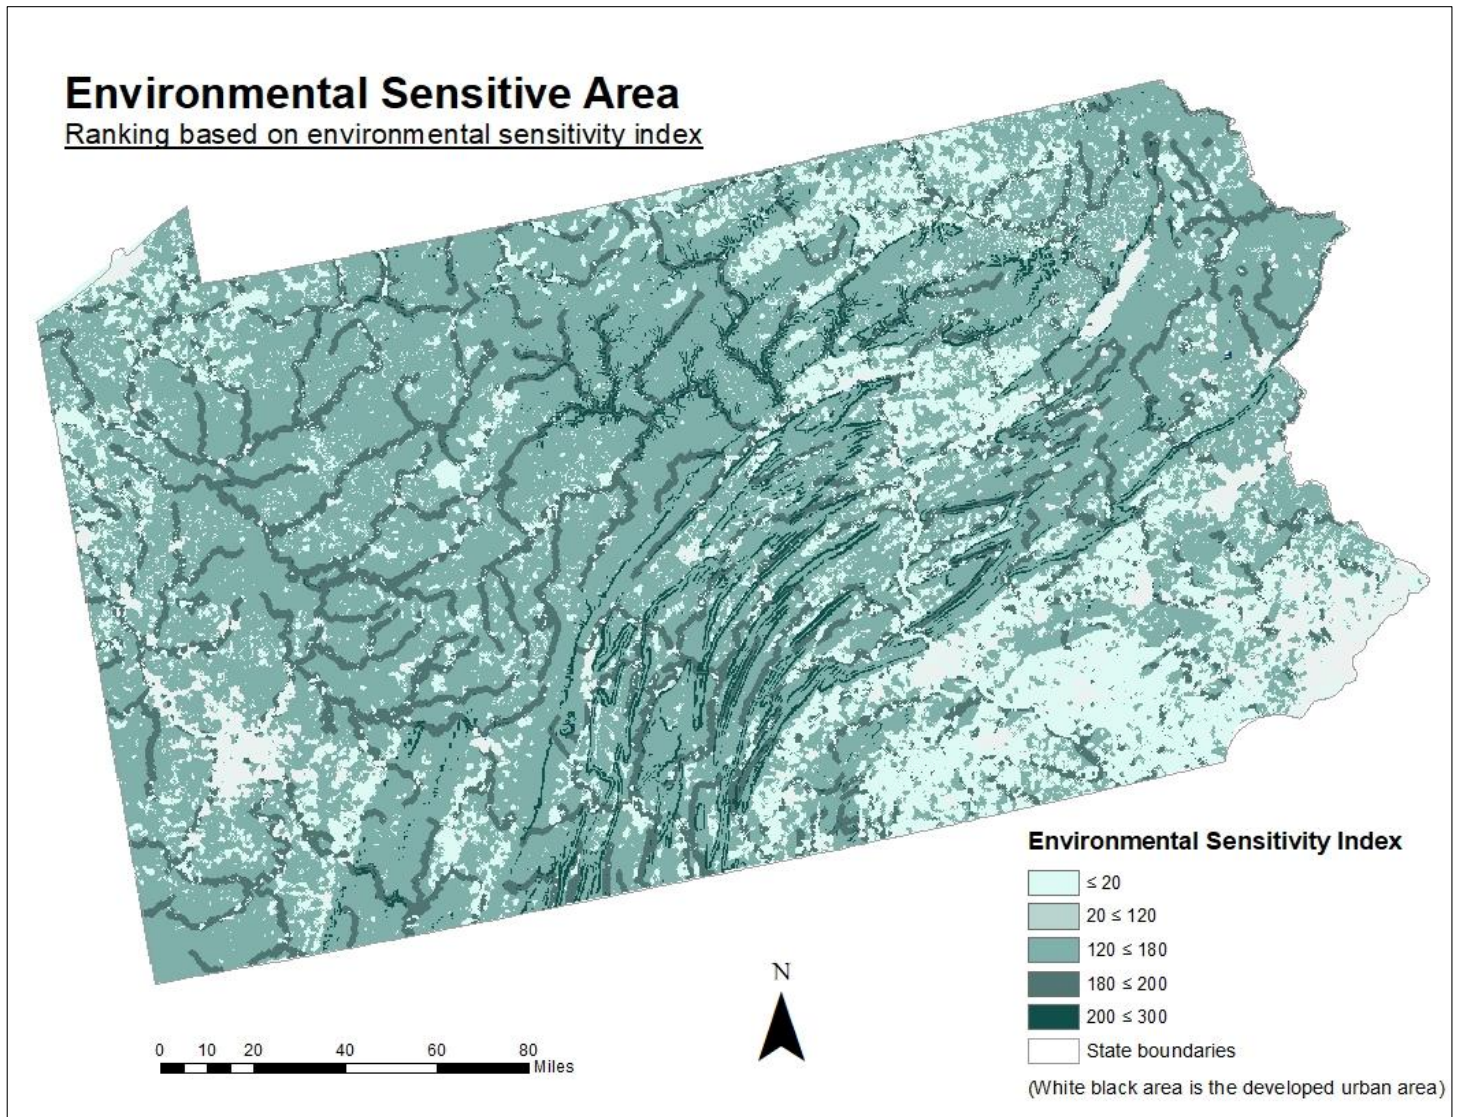 Environmental Sensitive Area
Ranking based on environmental sensitivity index
Environmental Sensitivity Index
≤ 20
20 ≤ 120
120 ≤ 180
180 ≤ 200
200 ≤ 300
State boundaries
(White black area is the developed urban area)
N
0 10 20 40 60 80
Miles